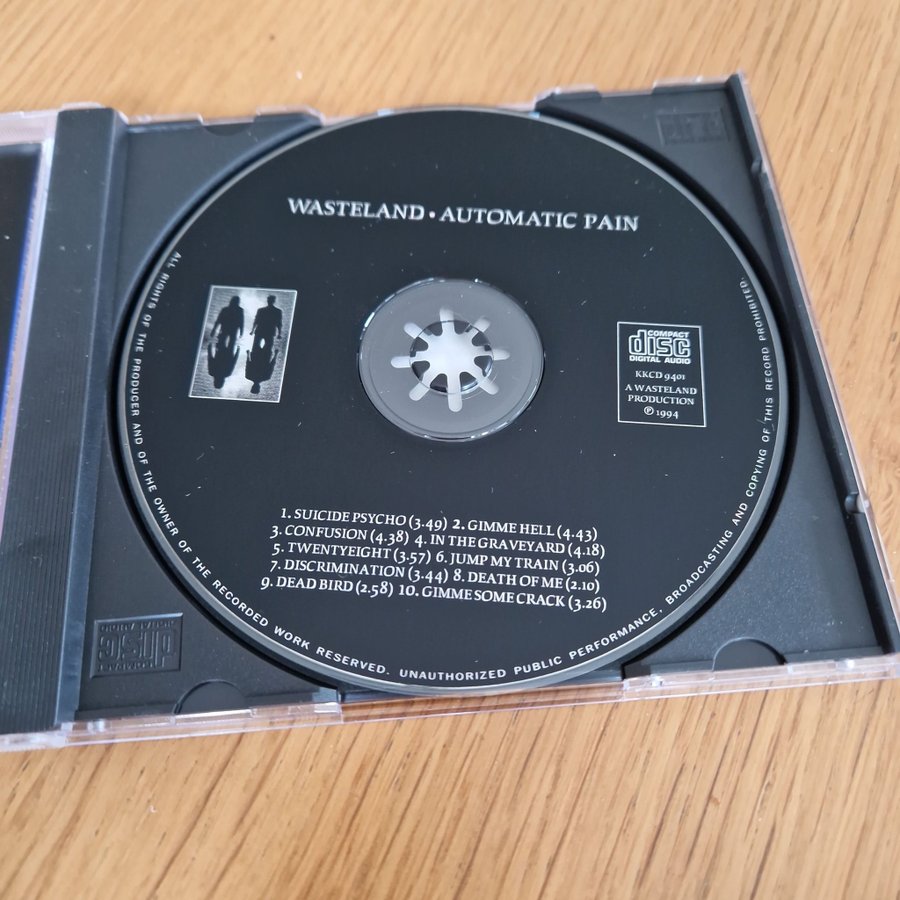 WASTELAND • AUTOMATIC PAIN
COMPACT
disc
DIGITAL AUDIO
KKCD 9401
A WASTELAND
PRODUCTION
℗ 1994
1. SUICIDE PSYCHO (3.49) 2. GIMME HELL (4.43)
3. CONFUSION (4.38) 4. IN THE GRAVEYARD (4.18)
5. TWENTYEIGHT (3.57) 6. JUMP MY TRAIN (3.06)
7. DISCRIMINATION (3.44) 8. DEATH OF ME (2.10)
9. DEAD BIRD (2.58) 10. GIMME SOME CRACK (3.26)
ALL RIGHTS OF THE PRODUCER AND OF THE OWNER OF THE RECORDED WORK RESERVED. UNAUTHORIZED PUBLIC PERFORMANCE, BROADCASTING AND COPYING OF THIS RECORD PROHIBITED.
COMPACT
disc
DIGITAL AUDIO